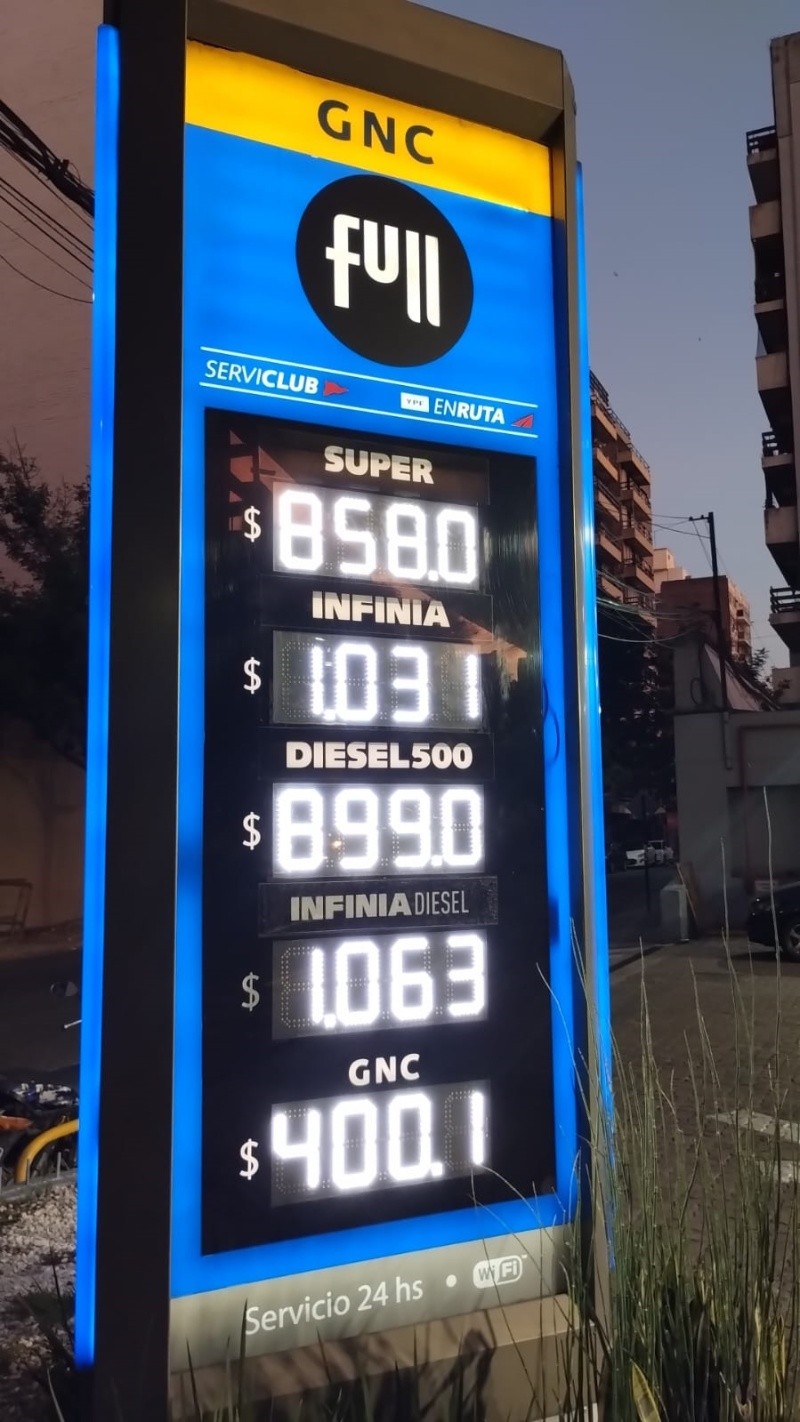 GNC
full
SERVICLUB YPF ENRUTA
SUPER
$ 858.0
INFINIA
$ 1.031
DIESEL500
$ 899.0
INFINIA DIESEL
$ 1.063
GNC
$ 400.1
Servicio 24 hs • WiFi